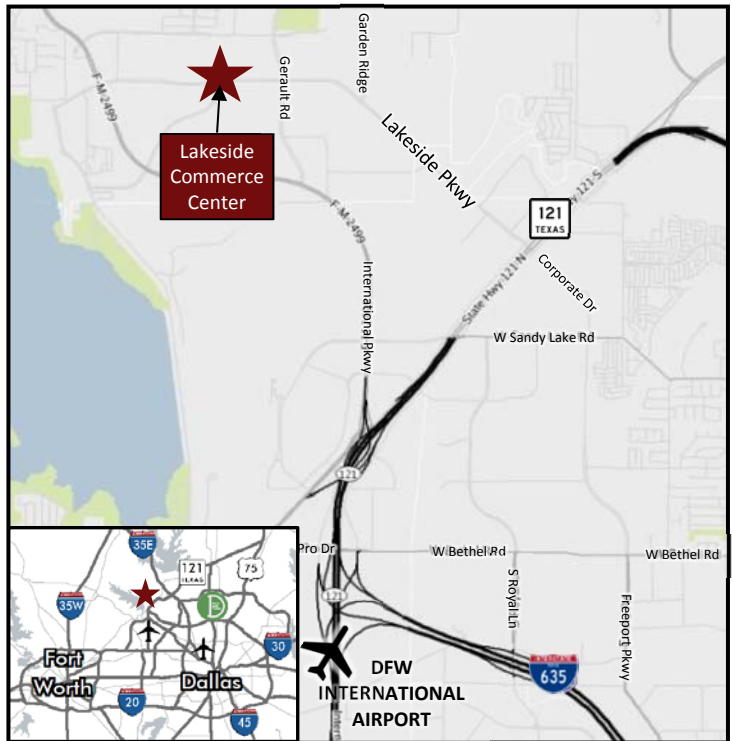 Garden Ridge
Gerault Rd
F-M 2499
Lakeside
Commerce
Center
Lakeside Pkwy
121
TEXAS
F-M 2499
State Hwy 121-N
Corporate Dr
International Pkwy
W Sandy Lake Rd
121
Pro Dr
W Bethel Rd
W Bethel Rd
121
S Royal Ln
Freeport Pkwy
DFW
INTERNATIONAL
AIRPORT
INTERSTATE
635
35E
121
TEXAS
75
35W
30
Fort
Worth
Dallas
20
45